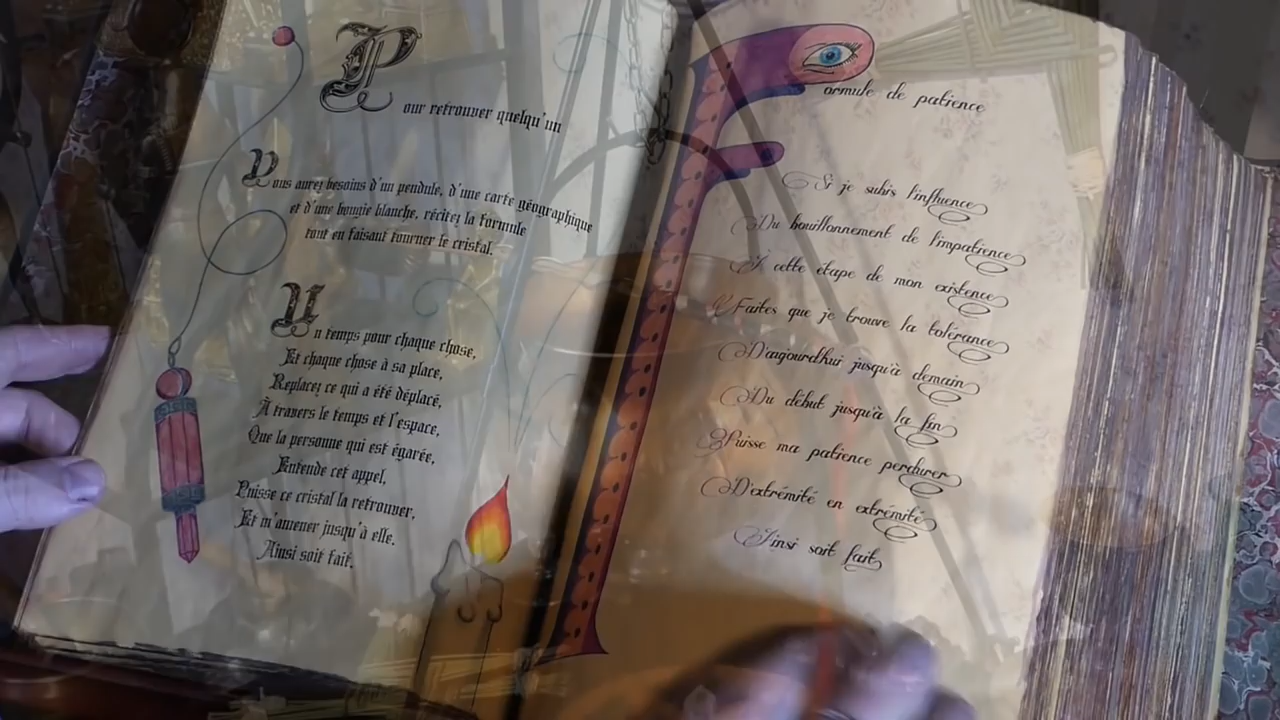 Pour retrouver quelqu'un
Vous aurez besoins d'un pendule, d'une carte géographique
et d'une bougie blanche, récitez la formule
tout en faisant tourner le cristal.
Un temps pour chaque chose,
Et chaque chose à sa place,
Replacez ce qui a été déplacé,
À travers le temps et l'espace,
Que la personne qui est égarée,
Entende cet appel,
Puisse ce cristal la retrouver,
Et m'amener jusqu'à elle.
Ainsi soit fait.
Formule de patience
Si je subis l'influence
Du bouillonnement de l'impatience
A cette étape de mon existence
Faites que je trouve la tolérance
D'aujourd'hui jusqu'à demain
Du début jusqu'à la fin
Puisse ma patience perdurer
D'extrémité en extrémité
Ainsi soit fait